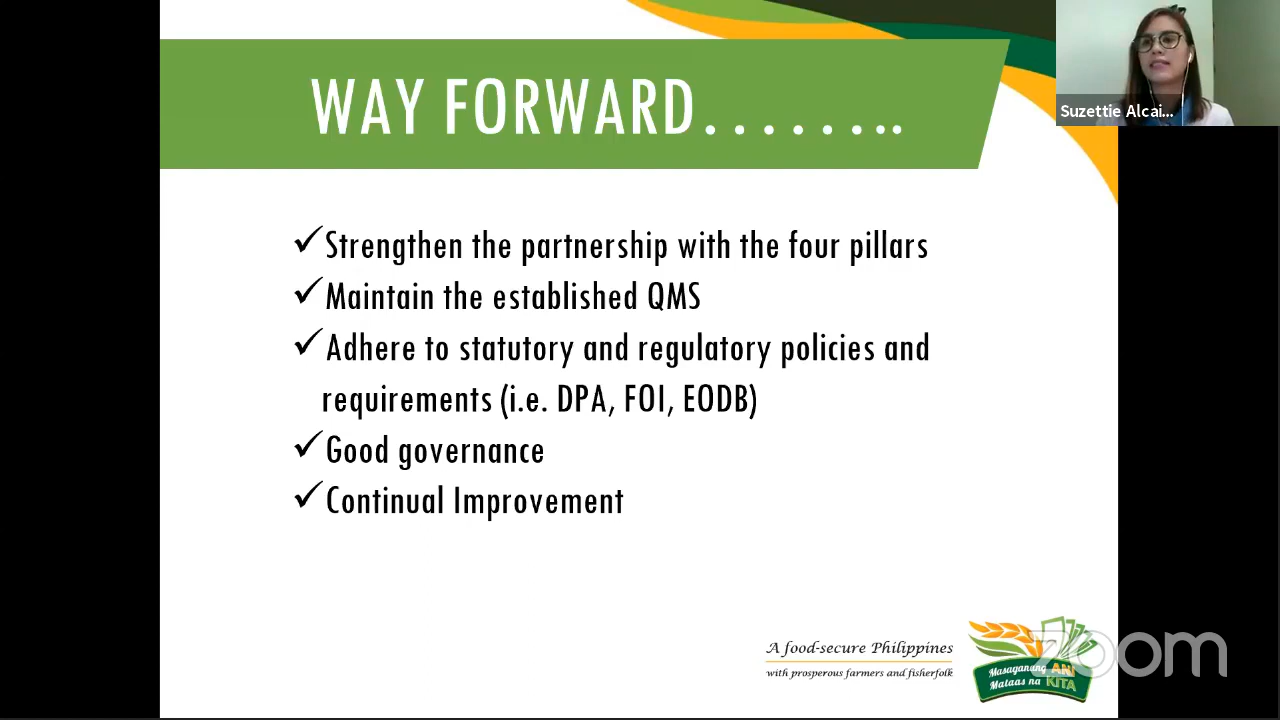 WAY FORWARD……..
Suzettie Alcai...
✓Strengthen the partnership with the four pillars
✓Maintain the established QMS
✓Adhere to statutory and regulatory policies and
requirements (i.e. DPA, FOI, EODB)
✓Good governance
✓Continual Improvement
A food-secure Philippines
with prosperous farmers and fisherfolk
Masaganang ANI
Mataas na KITA
zoom